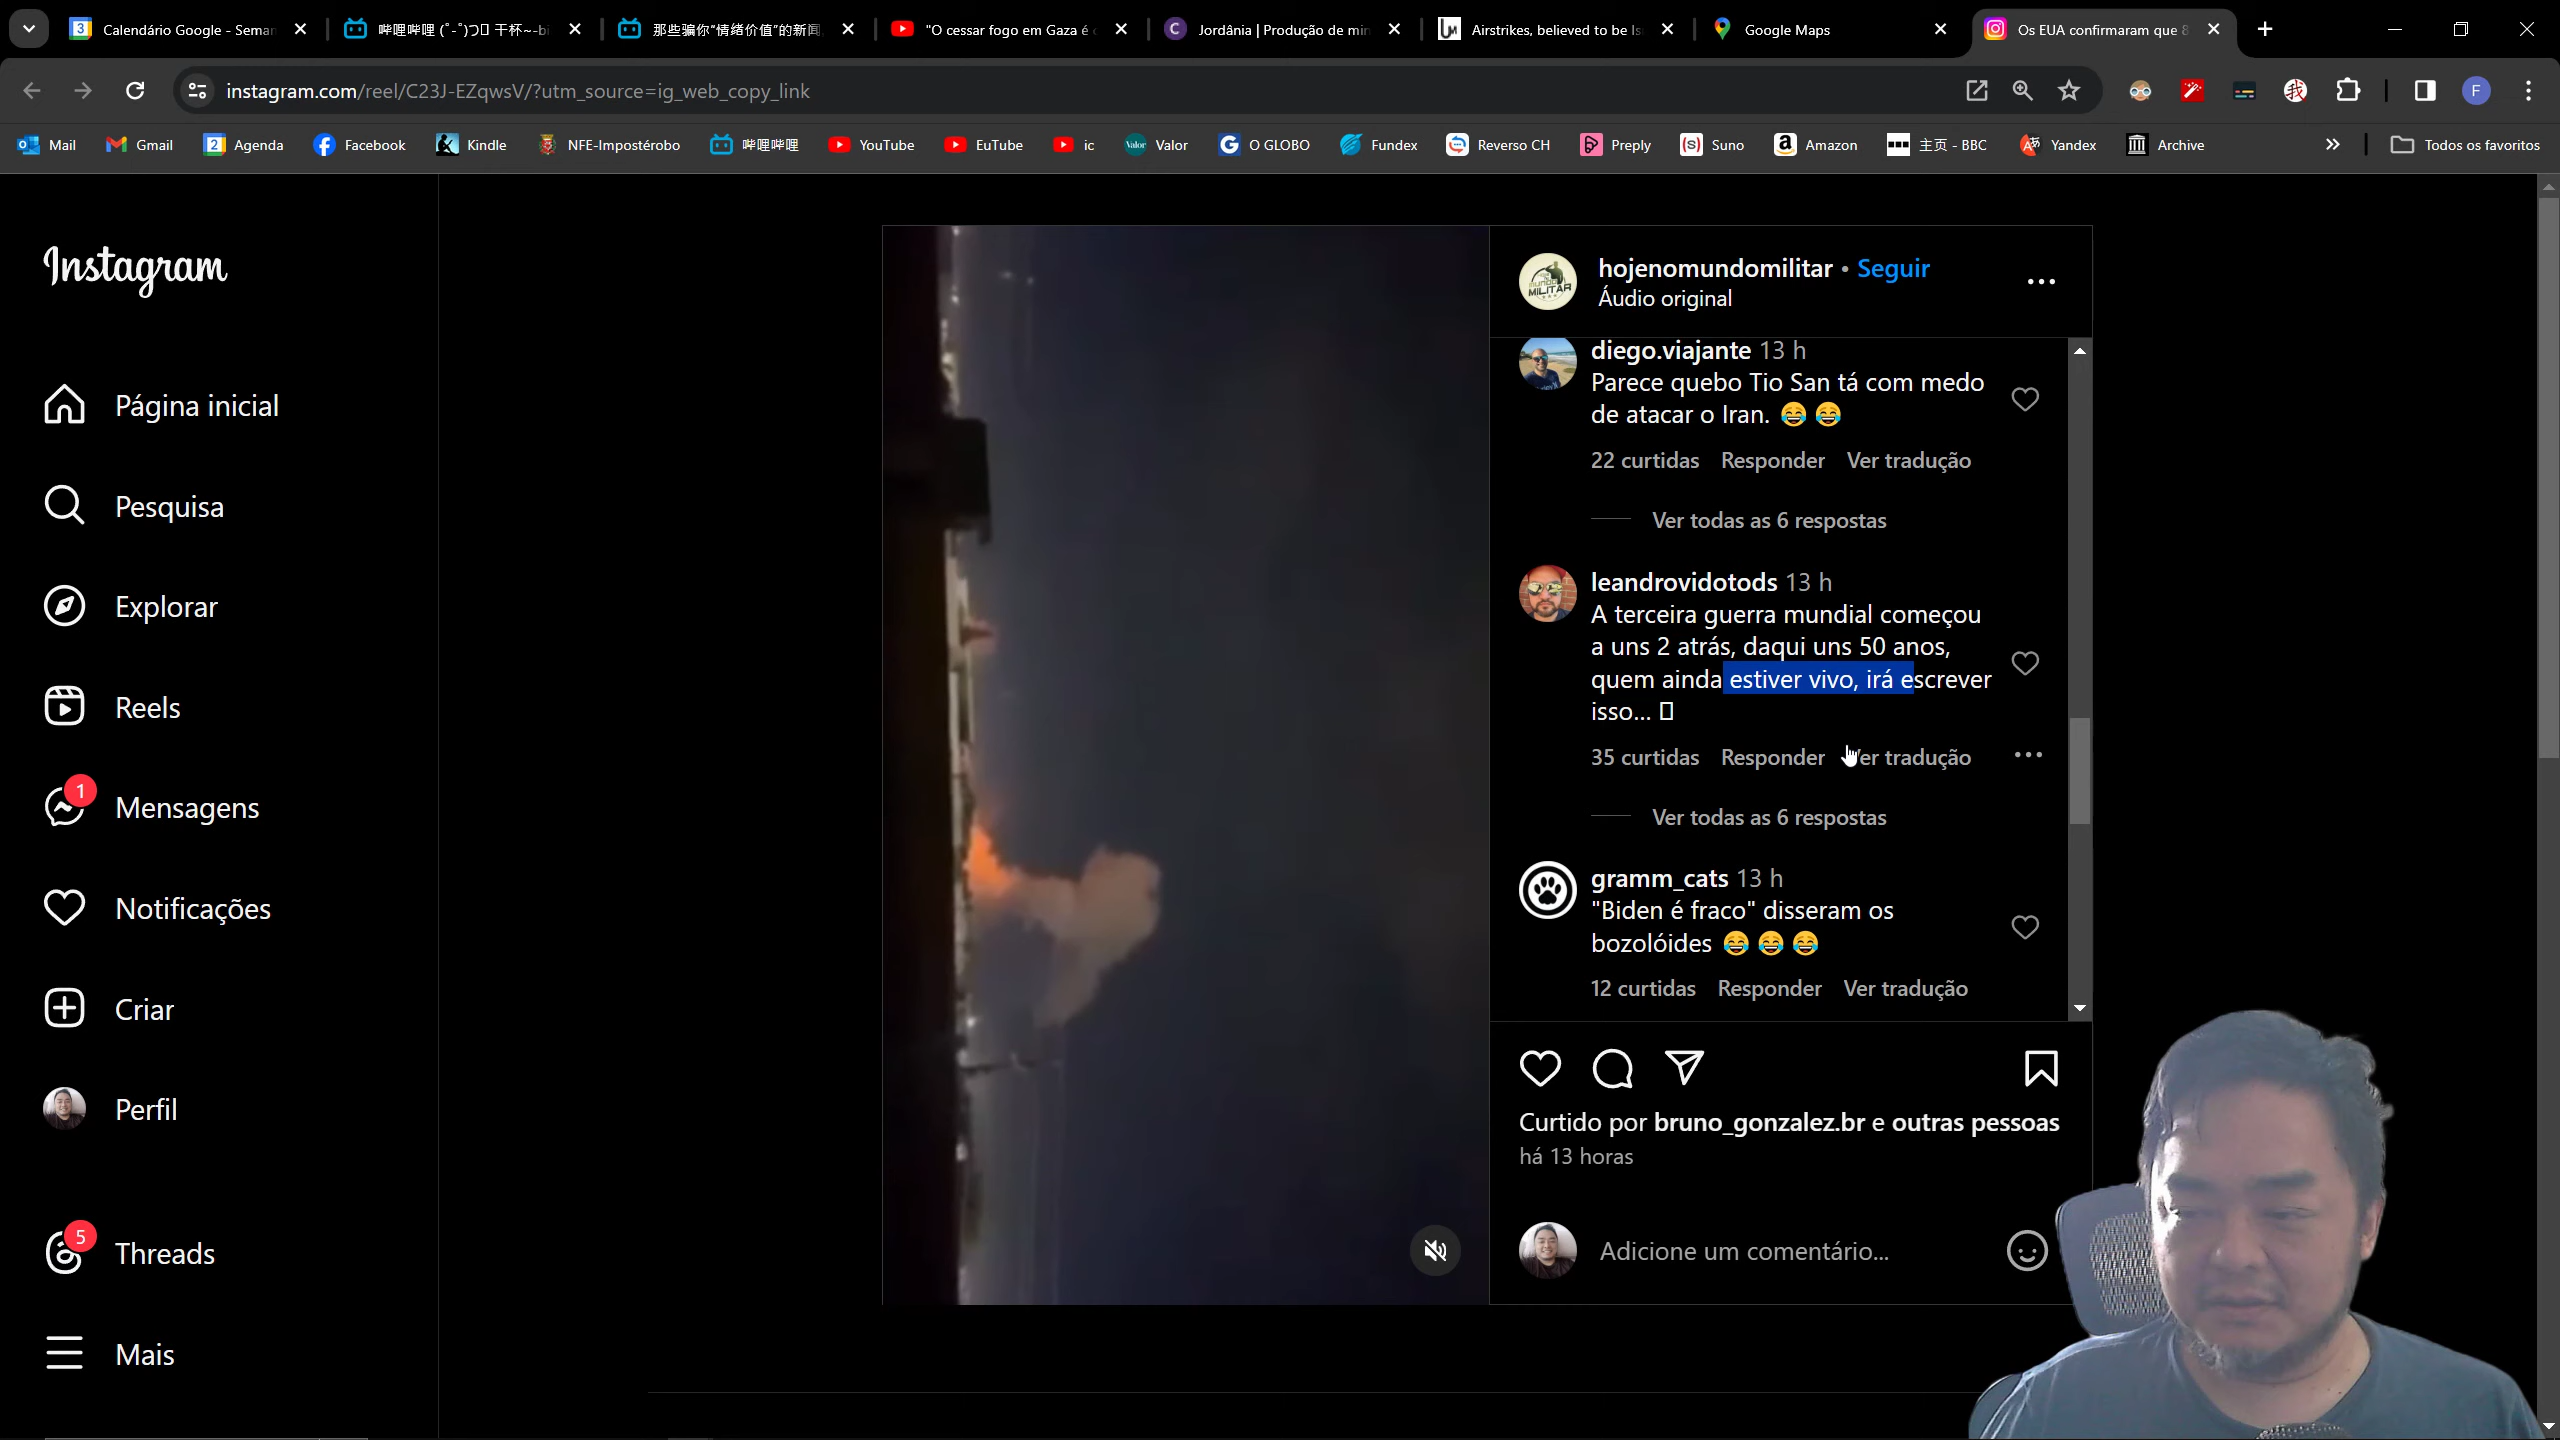 Calendário Google - Seman
哔哩哔哩 (゜-゜)つロ 干杯~-bi
那些骗你“情绪价值”的新闻
"O cessar fogo em Gaza é
Jordânia | Produção de min
Airstrikes, believed to be Is
Google Maps
Os EUA confirmaram que 8
instagram.com/reel/C23J-EZqwsV/?utm_source=ig_web_copy_link
F
Mail
Gmail
Agenda
Facebook
Kindle
NFE-Impostérobo
哔哩哔哩
YouTube
EuTube
ic
Valor
O GLOBO
Fundex
Reverso CH
Preply
Suno
Amazon
主页 - BBC
Yandex
Archive
Todos os favoritos
Instagram
Página inicial
Pesquisa
Explorar
Reels
1
Mensagens
Notificações
Criar
Perfil
5
Threads
Mais
hojenomundomilitar • Seguir
Áudio original
diego.viajante 13 h
Parece quebo Tio San tá com medo
de atacar o Iran. 😂 😂
22 curtidas Responder Ver tradução
Ver todas as 6 respostas
leandrovidotods 13 h
A terceira guerra mundial começou
a uns 2 atrás, daqui uns 50 anos,
quem ainda estiver vivo, irá escrever
isso...
35 curtidas Responder Ver tradução
Ver todas as 6 respostas
gramm_cats 13 h
"Biden é fraco" disseram os
bozolóides 😂 😂 😂
12 curtidas Responder Ver tradução
Curtido por bruno_gonzalez.br e outras pessoas
há 13 horas
Adicione um comentário...